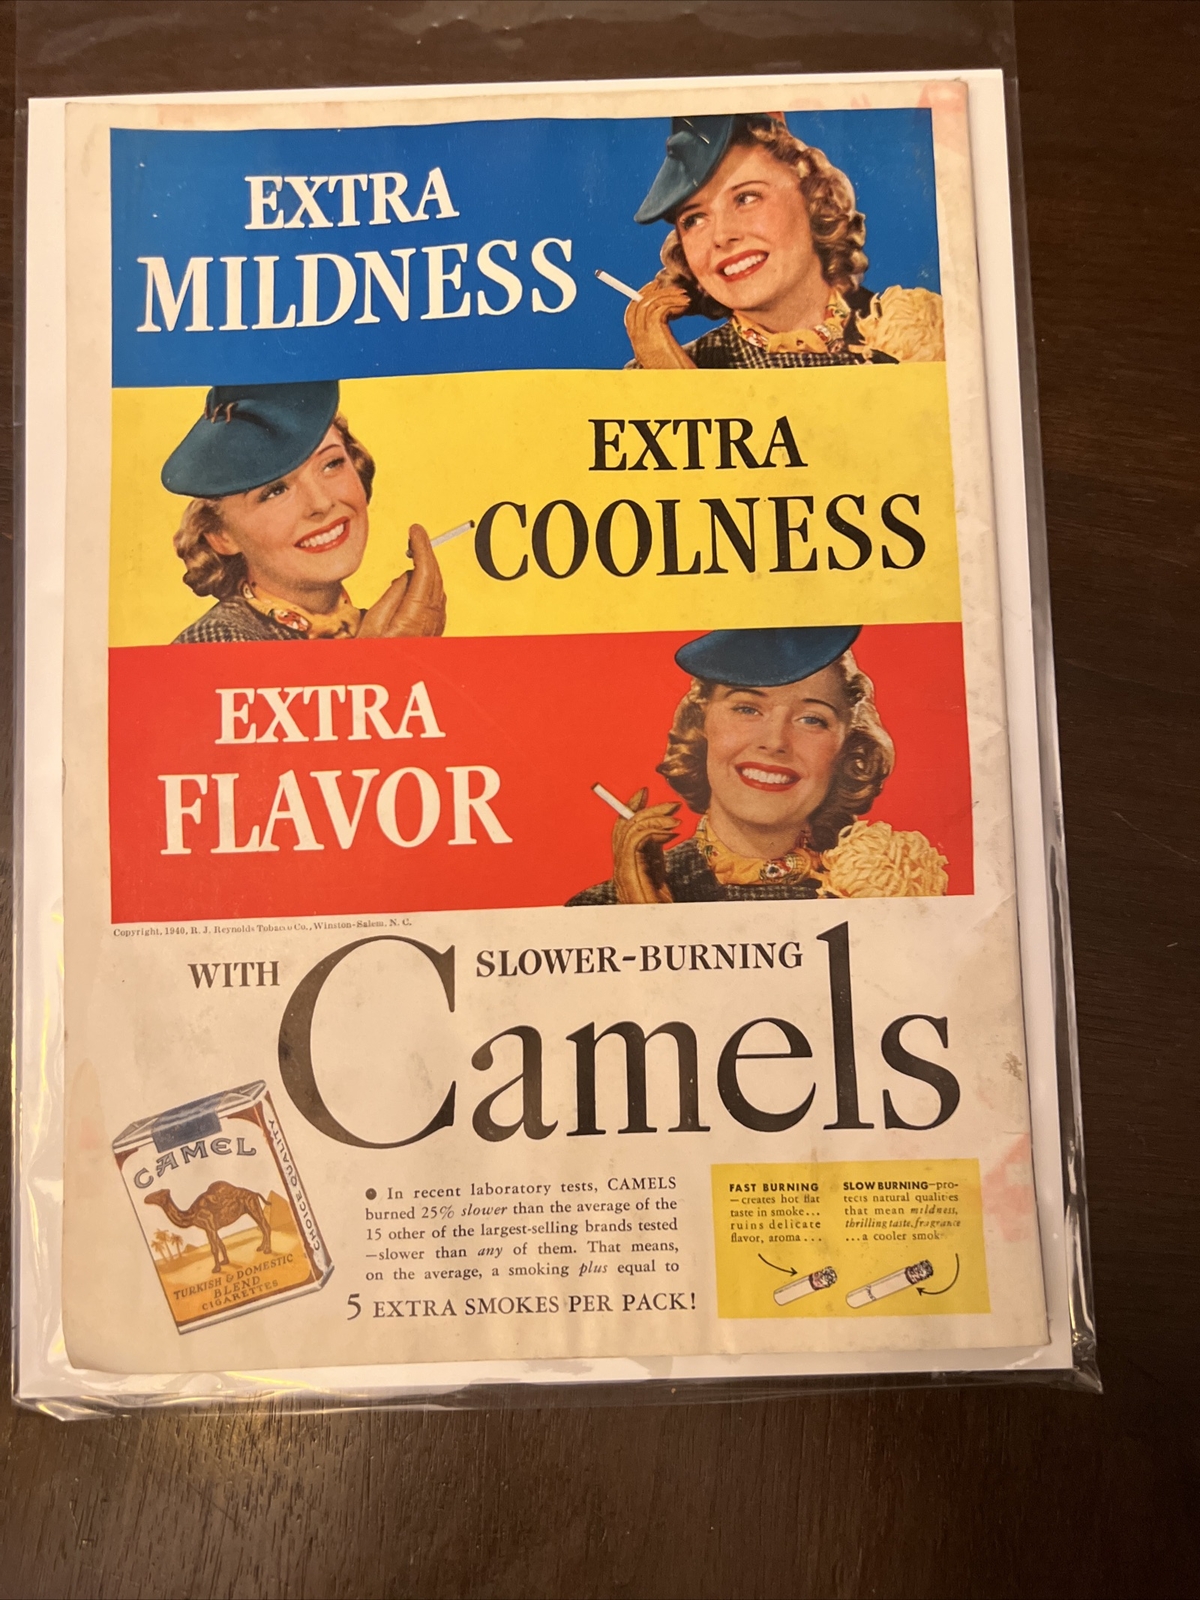 EXTRA
MILDNESS
EXTRA
COOLNESS
EXTRA
FLAVOR
Copyright, 1940, R. J. Reynolds Tobacco Co., Winston-Salem, N. C.
WITH
SLOWER-BURNING
Camels
CAMEL
CHOICE QUALITY
TURKISH & DOMESTIC
BLEND
CIGARETTES
● In recent laboratory tests, CAMELS
burned 25% slower than the average of the
15 other of the largest-selling brands tested
—slower than any of them. That means,
on the average, a smoking plus equal to
5 EXTRA SMOKES PER PACK!
FAST BURNING
—creates hot flat
taste in smoke...
ruins delicate
flavor, aroma...
SLOW BURNING—pro-
tects natural qualities
that mean mildness,
thrilling taste, fragrance
...a cooler smoke